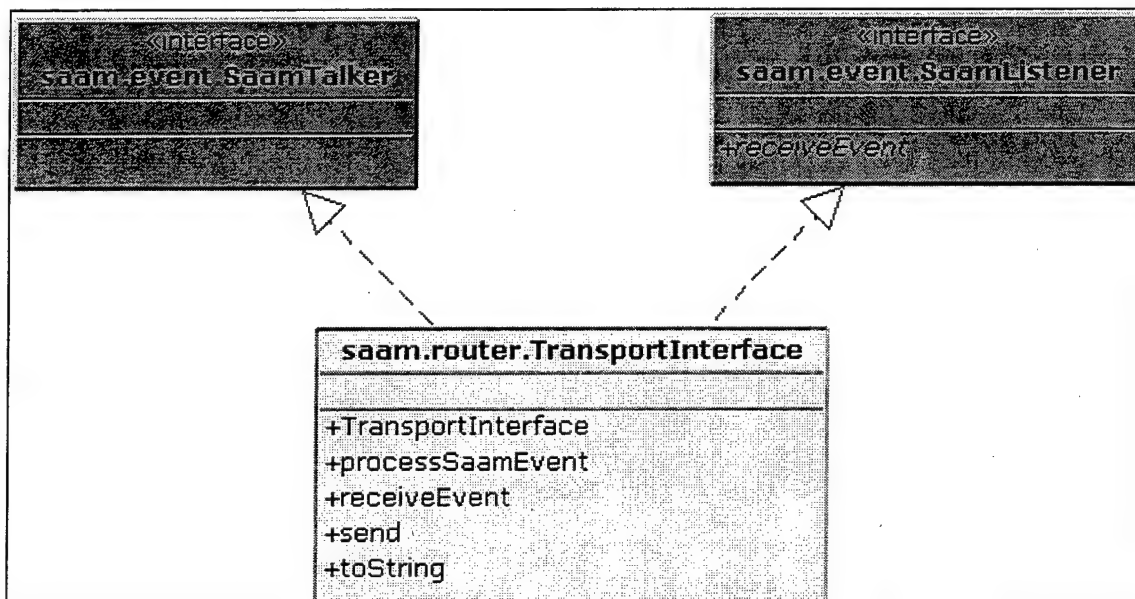 «interface»
saam.event.SaamTalker
«interface»
saam.event.SaamListener
+receiveEvent
saam.router.TransportInterface
+TransportInterface
+processSaamEvent
+receiveEvent
+send
+toString